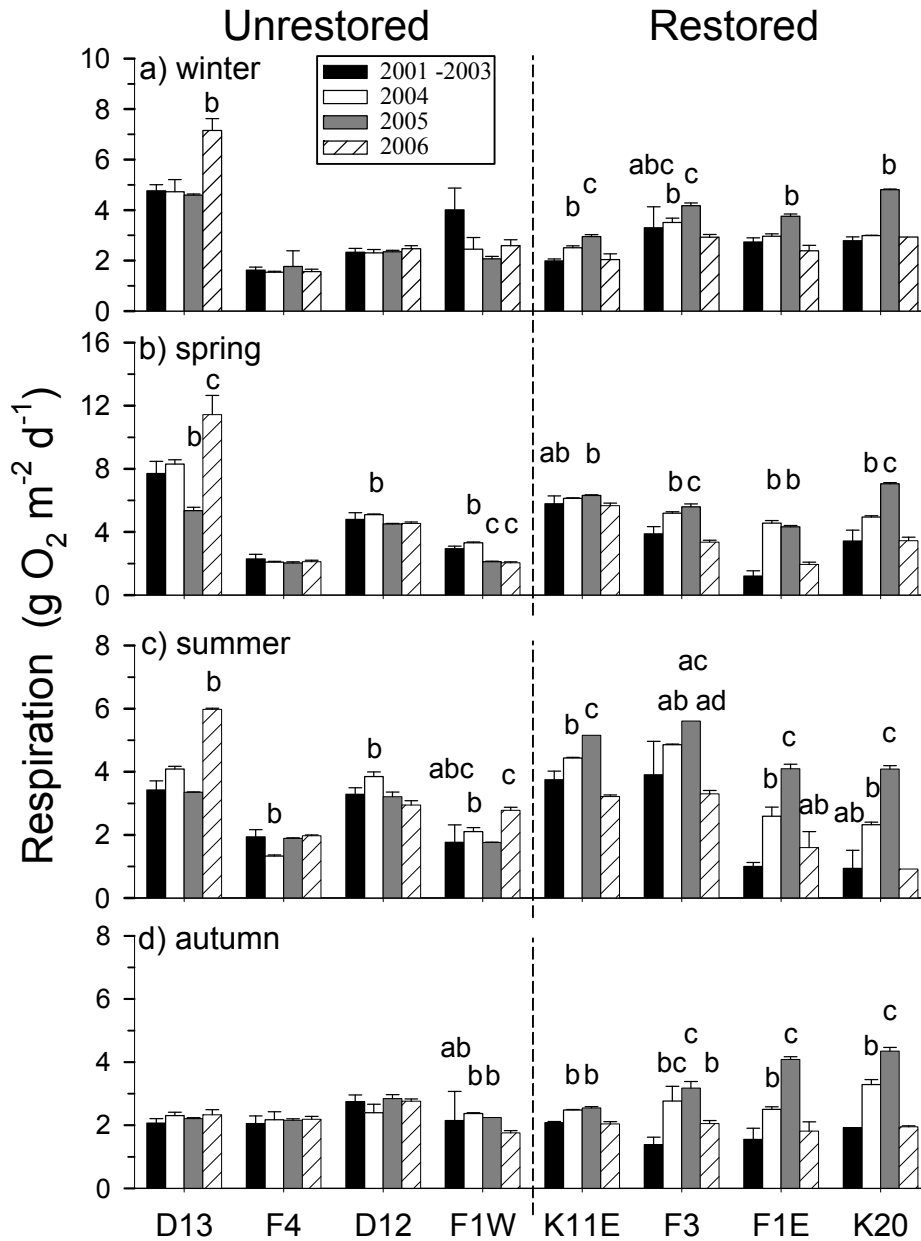 Unrestored Restored
Respiration (g O2 m-2 d-1)
a) winter
2001 -2003
2004
2005
2006
10
8
6
4
2
0
b
b
c
abc
b
c
b
b
b) spring
16
12
8
4
0
b
c
b
b
c c
ab b
b c
b b
b c
c) summer
8
6
4
2
0
b
b
b
abc
b
c
b
c
ac
ab ad
b
c
ab
ab
b
c
d) autumn
8
6
4
2
0
ab
b b
b b
bc
c
b
b
c
b
c
D13 F4 D12 F1W K11E F3 F1E K20